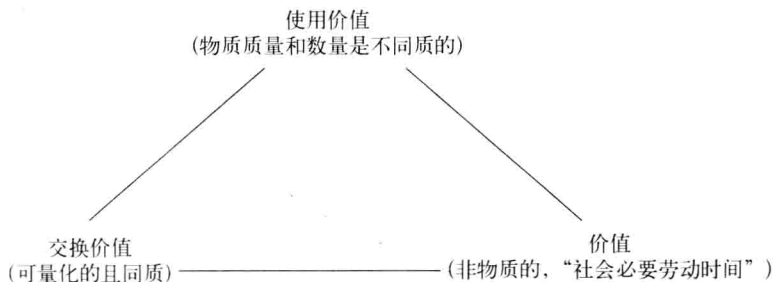 使用价值
(物质质量和数量是不同质的)
交换价值
(可量化的且同质)
价值
(非物质的，“社会必要劳动时间”)